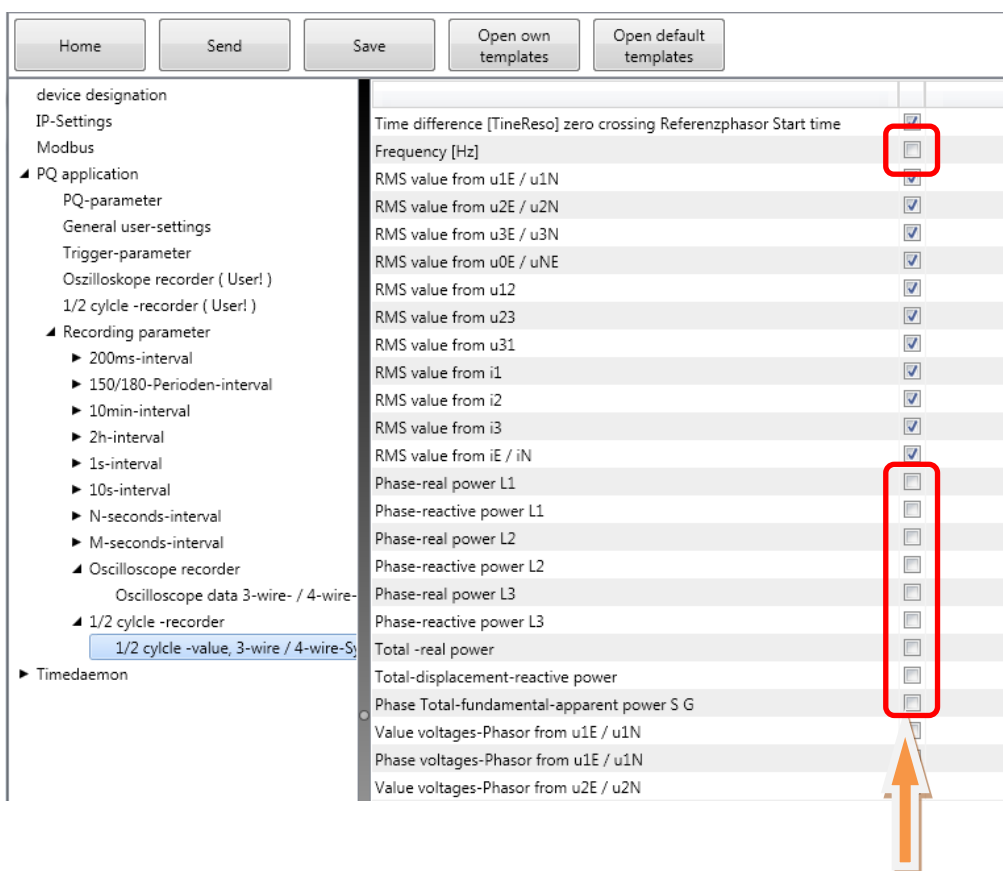 Home
Send
Save
Open own
templates
Open default
templates
device designation
IP-Settings
Modbus
PQ application
PQ-parameter
General user-settings
Trigger-parameter
Oszilloskope recorder ( User! )
1/2 cylcle -recorder ( User! )
Recording parameter
200ms-interval
150/180-Perioden-interval
10min-interval
2h-interval
1s-interval
10s-interval
N-seconds-interval
M-seconds-interval
Oscilloscope recorder
Oscilloscope data 3-wire- / 4-wire-
1/2 cylcle -recorder
1/2 cylcle -value, 3-wire / 4-wire-Sy
Timedaemon
Time difference [TineReso] zero crossing Referenzphasor Start time
Frequency [Hz]
RMS value from u1E / u1N
RMS value from u2E / u2N
RMS value from u3E / u3N
RMS value from u0E / uNE
RMS value from u12
RMS value from u23
RMS value from u31
RMS value from i1
RMS value from i2
RMS value from i3
RMS value from iE / iN
Phase-real power L1
Phase-reactive power L1
Phase-real power L2
Phase-reactive power L2
Phase-real power L3
Phase-reactive power L3
Total -real power
Total-displacement-reactive power
Phase Total-fundamental-apparent power S G
Value voltages-Phasor from u1E / u1N
Phase voltages-Phasor from u1E / u1N
Value voltages-Phasor from u2E / u2N